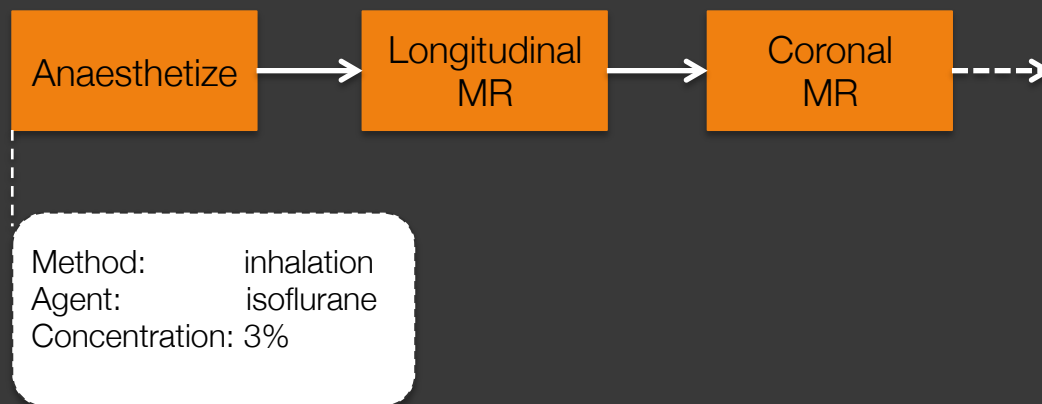 Anaesthetize
Longitudinal
MR
Coronal
MR
Method: inhalation
Agent: isoflurane
Concentration: 3%